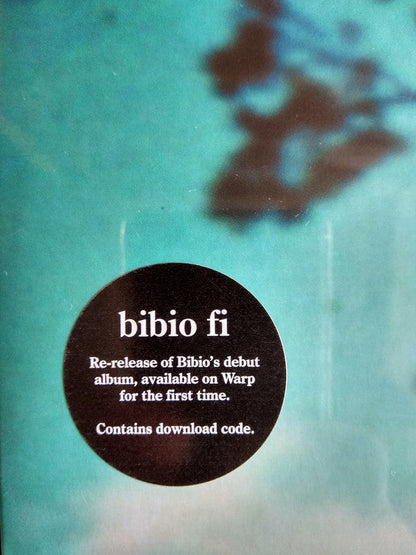 bibio fi
Re-release of Bibio's debut
album, available on Warp
for the first time.
Contains download code.